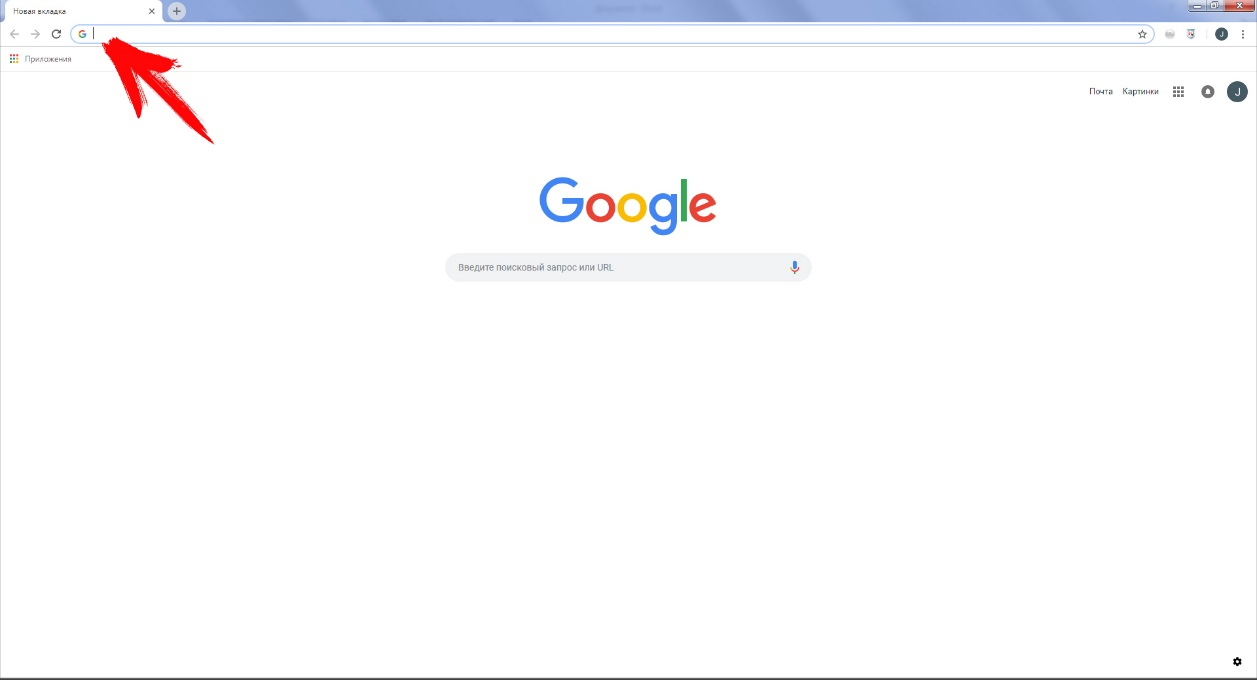 Новая вкладка
G
J
Приложения
Почта Картинки J
Google
Введите поисковый запрос или URL